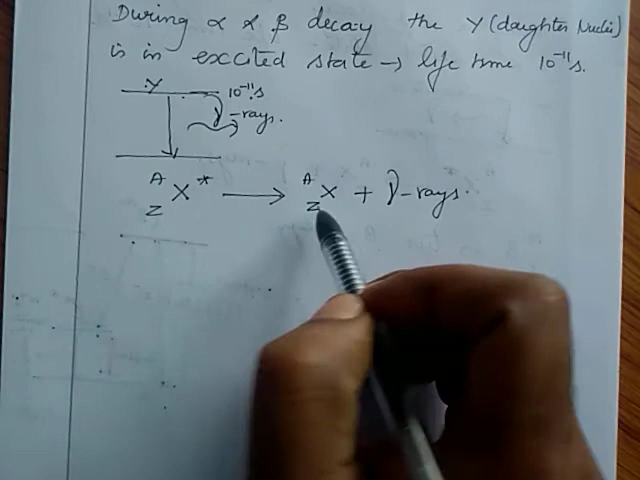 During α & β decay the Y (daughter Nuclei)
is in excited state → life time 10⁻¹¹s.
Y 10⁻¹¹s
γ-rays.
ᴬ_Z X* → ᴬ_Z X + γ-rays.